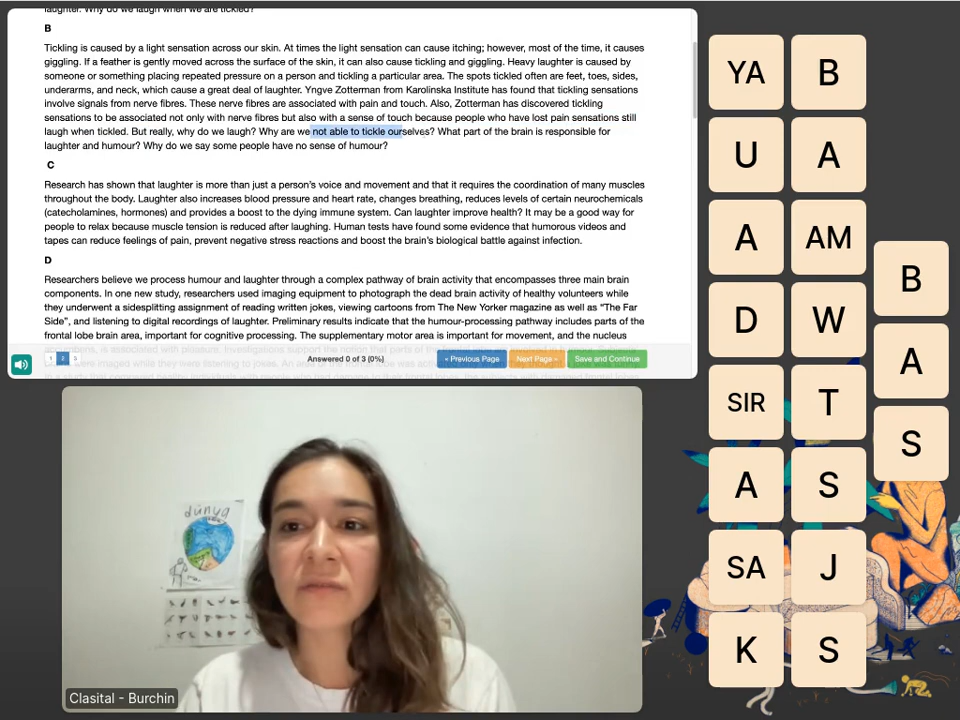 laughter. Why do we laugh when we are tickled?
B
Tickling is caused by a light sensation across our skin. At times the light sensation can cause itching; however, most of the time, it causes
giggling. If a feather is gently moved across the surface of the skin, it can also cause tickling and giggling. Heavy laughter is caused by
someone or something placing repeated pressure on a person and tickling a particular area. The spots tickled often are feet, toes, sides,
underarms, and neck, which cause a great deal of laughter. Yngve Zotterman from Karolinska Institute has found that tickling sensations
involve signals from nerve fibres. These nerve fibres are associated with pain and touch. Also, Zotterman has discovered tickling
sensations to be associated not only with nerve fibres but also with a sense of touch because people who have lost pain sensations still
laugh when tickled. But really, why do we laugh? Why are we not able to tickle ourselves? What part of the brain is responsible for
laughter and humour? Why do we say some people have no sense of humour?
C
Research has shown that laughter is more than just a person's voice and movement and that it requires the coordination of many muscles
throughout the body. Laughter also increases blood pressure and heart rate, changes breathing, reduces levels of certain neurochemicals
(catecholamines, hormones) and provides a boost to the dying immune system. Can laughter improve health? It may be a good way for
people to relax because muscle tension is reduced after laughing. Human tests have found some evidence that humorous videos and
tapes can reduce feelings of pain, prevent negative stress reactions and boost the brain's biological battle against infection.
D
Researchers believe we process humour and laughter through a complex pathway of brain activity that encompasses three main brain
components. In one new study, researchers used imaging equipment to photograph the dead brain activity of healthy volunteers while
they underwent a sidesplitting assignment of reading written jokes, viewing cartoons from The New Yorker magazine as well as "The Far
Side", and listening to digital recordings of laughter. Preliminary results indicate that the humour-processing pathway includes parts of the
frontal lobe brain area, important for cognitive processing. The supplementary motor area is important for movement, and the nucleus
1 2 3
Answered 0 of 3 [0%]
‹ Previous Page
Next Page ›
Save and Continue
dünya
Clasital - Burchin
YA B
U A
A AM
B
D W
A
SIR T
S
A S
SA J
K S